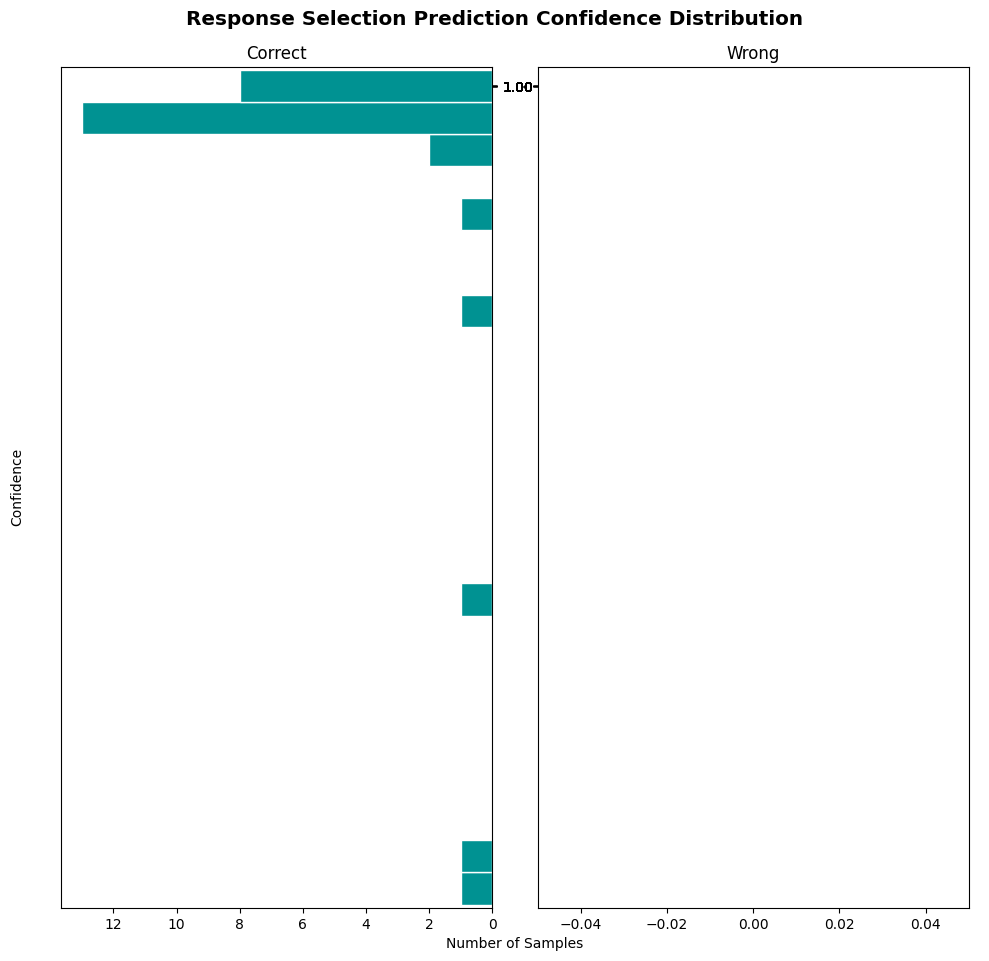 Response Selection Prediction Confidence Distribution
Correct
Wrong
1.00
Confidence
12 10 8 6 4 2 0
−0.04 −0.02 0.00 0.02 0.04
Number of Samples